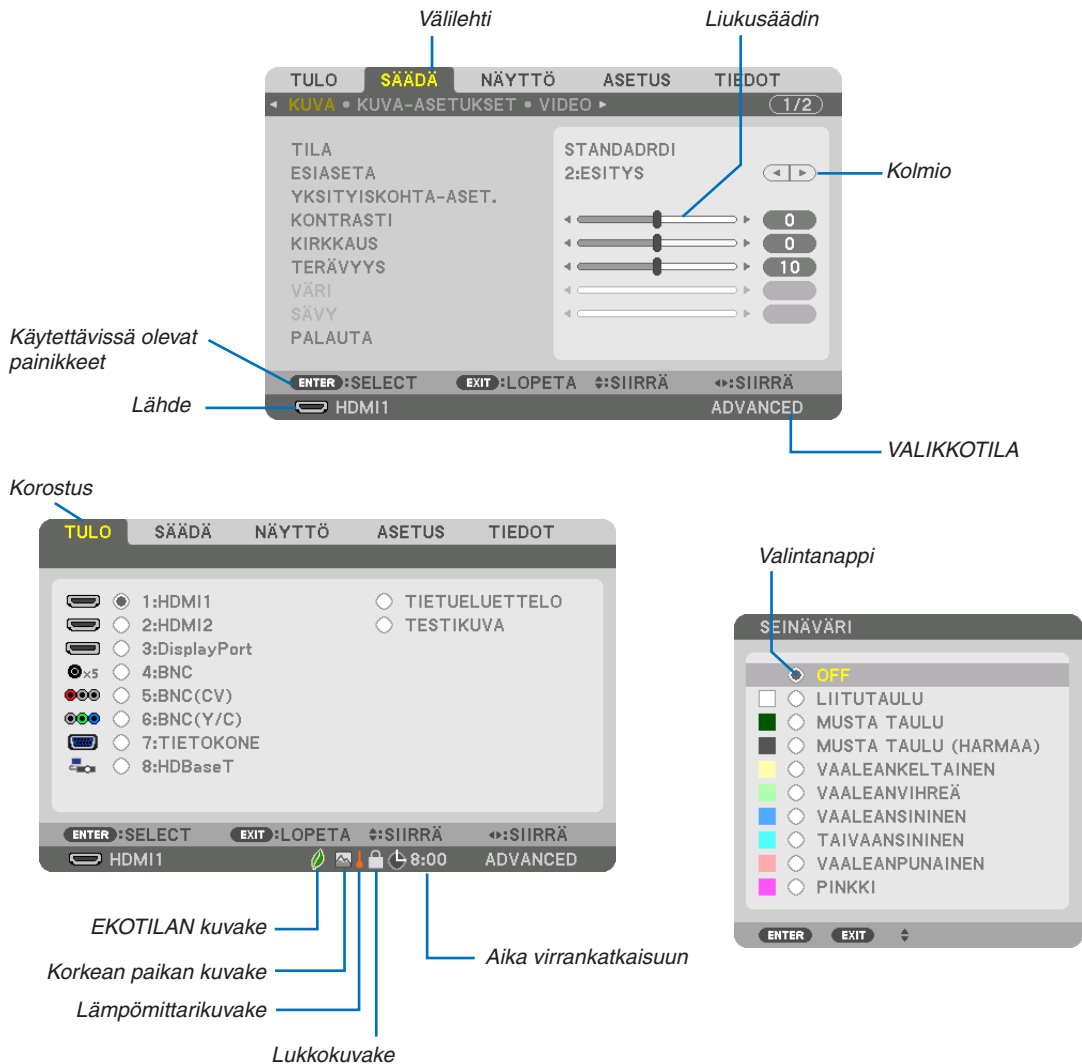 Välilehti
Liukusäädin
TULO SÄÄDÄ NÄYTTÖ ASETUS TIEDOT
KUVA • KUVA-ASETUKSET • VIDEO 1/2
TILA STANDADRDI
ESIASETA 2:ESITYS
Kolmio
YKSITYISKOHTA-ASET.
KONTRASTI 0
KIRKKAUS 0
TERÄVYYS 10
VÄRI
SÄVY
PALAUTA
Käytettävissä olevat
painikkeet
ENTER:SELECT EXIT:LOPETA :SIIRRÄ :SIIRRÄ
Lähde
HDMI1 ADVANCED
VALIKKOTILA
Korostus
TULO SÄÄDÄ NÄYTTÖ ASETUS TIEDOT
1:HDMI1 TIETUELUETTELO
2:HDMI2 TESTIKUVA
3:DisplayPort
×5 4:BNC
5:BNC(CV)
6:BNC(Y/C)
7:TIETOKONE
8:HDBaseT
ENTER:SELECT EXIT:LOPETA :SIIRRÄ :SIIRRÄ
HDMI1 8:00 ADVANCED
EKOTILAN kuvake
Korkean paikan kuvake
Lämpömittarikuvake
Lukkokuvake
Aika virrankatkaisuun
Valintanappi
SEINÄVÄRI
OFF
LIITUTAULU
MUSTA TAULU
MUSTA TAULU (HARMAA)
VAALEANKELTAINEN
VAALEANVIHREÄ
VAALEANSININEN
TAIVAANSININEN
VAALEANPUNAINEN
PINKKI
ENTER EXIT